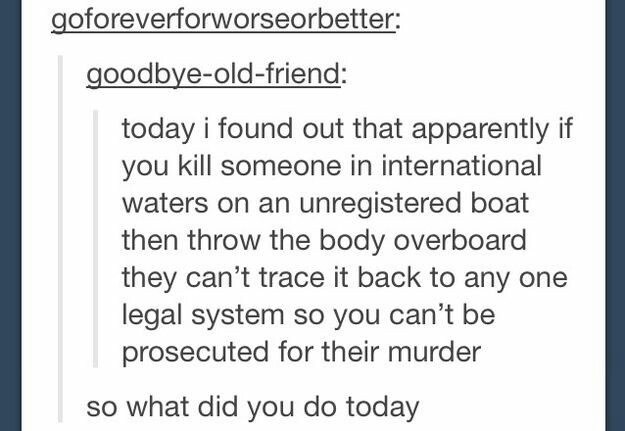 goforeverforworseorbetter:
goodbye-old-friend:
today i found out that apparently if
you kill someone in international
waters on an unregistered boat
then throw the body overboard
they can’t trace it back to any one
legal system so you can’t be
prosecuted for their murder
so what did you do today